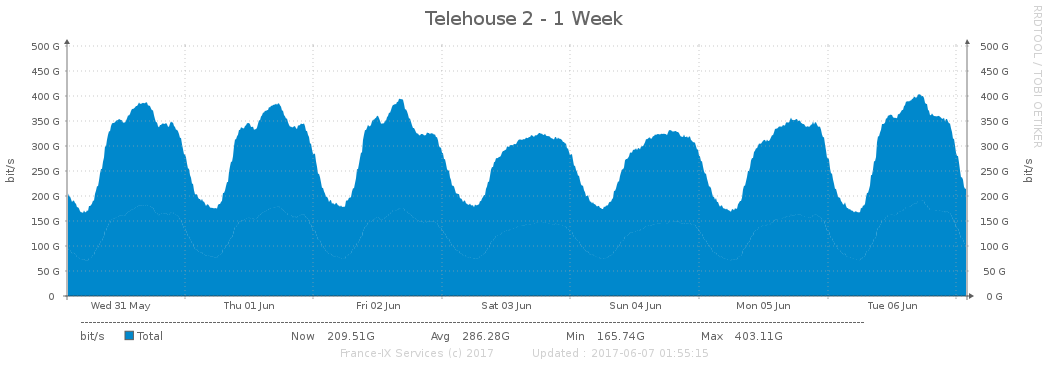 Telehouse 2 - 1 Week
RRDTOOL / TOBI OETIKER
500 G 500 G
450 G 450 G
400 G 400 G
350 G 350 G
300 G 300 G
250 G 250 G
200 G 200 G
150 G 150 G
100 G 100 G
50 G 50 G
0 0 G
bit/s bit/s
Wed 31 May Thu 01 Jun Fri 02 Jun Sat 03 Jun Sun 04 Jun Mon 05 Jun Tue 06 Jun
bit/s Total Now 209.51G Avg 286.28G Min 165.74G Max 403.11G
France-IX Services (c) 2017 Updated : 2017-06-07 01:55:15